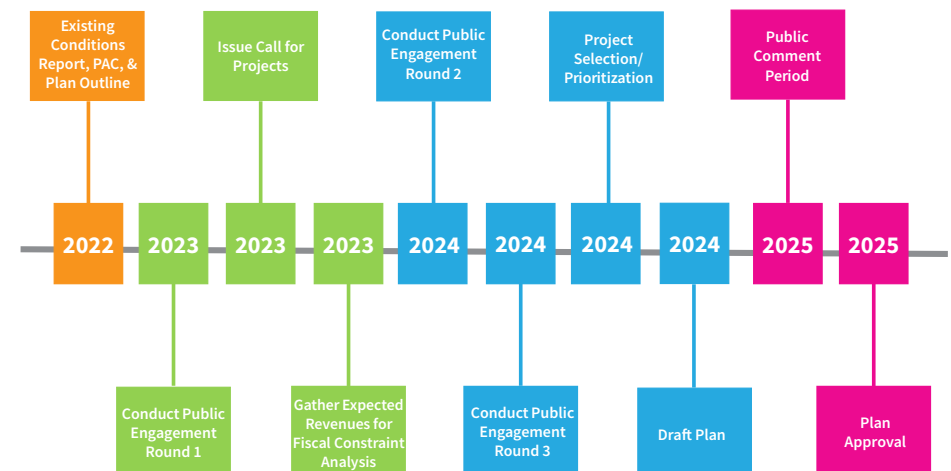 Existing
Conditions
Report, PAC, &
Plan Outline
Issue Call for
Projects
Conduct Public
Engagement
Round 2
Project
Selection/
Prioritization
Public
Comment
Period
2022
2023
2023
2023
2024
2024
2024
2024
2025
2025
Conduct Public
Engagement
Round 1
Gather Expected
Revenues for
Fiscal Constraint
Analysis
Conduct Public
Engagement
Round 3
Draft Plan
Plan
Approval